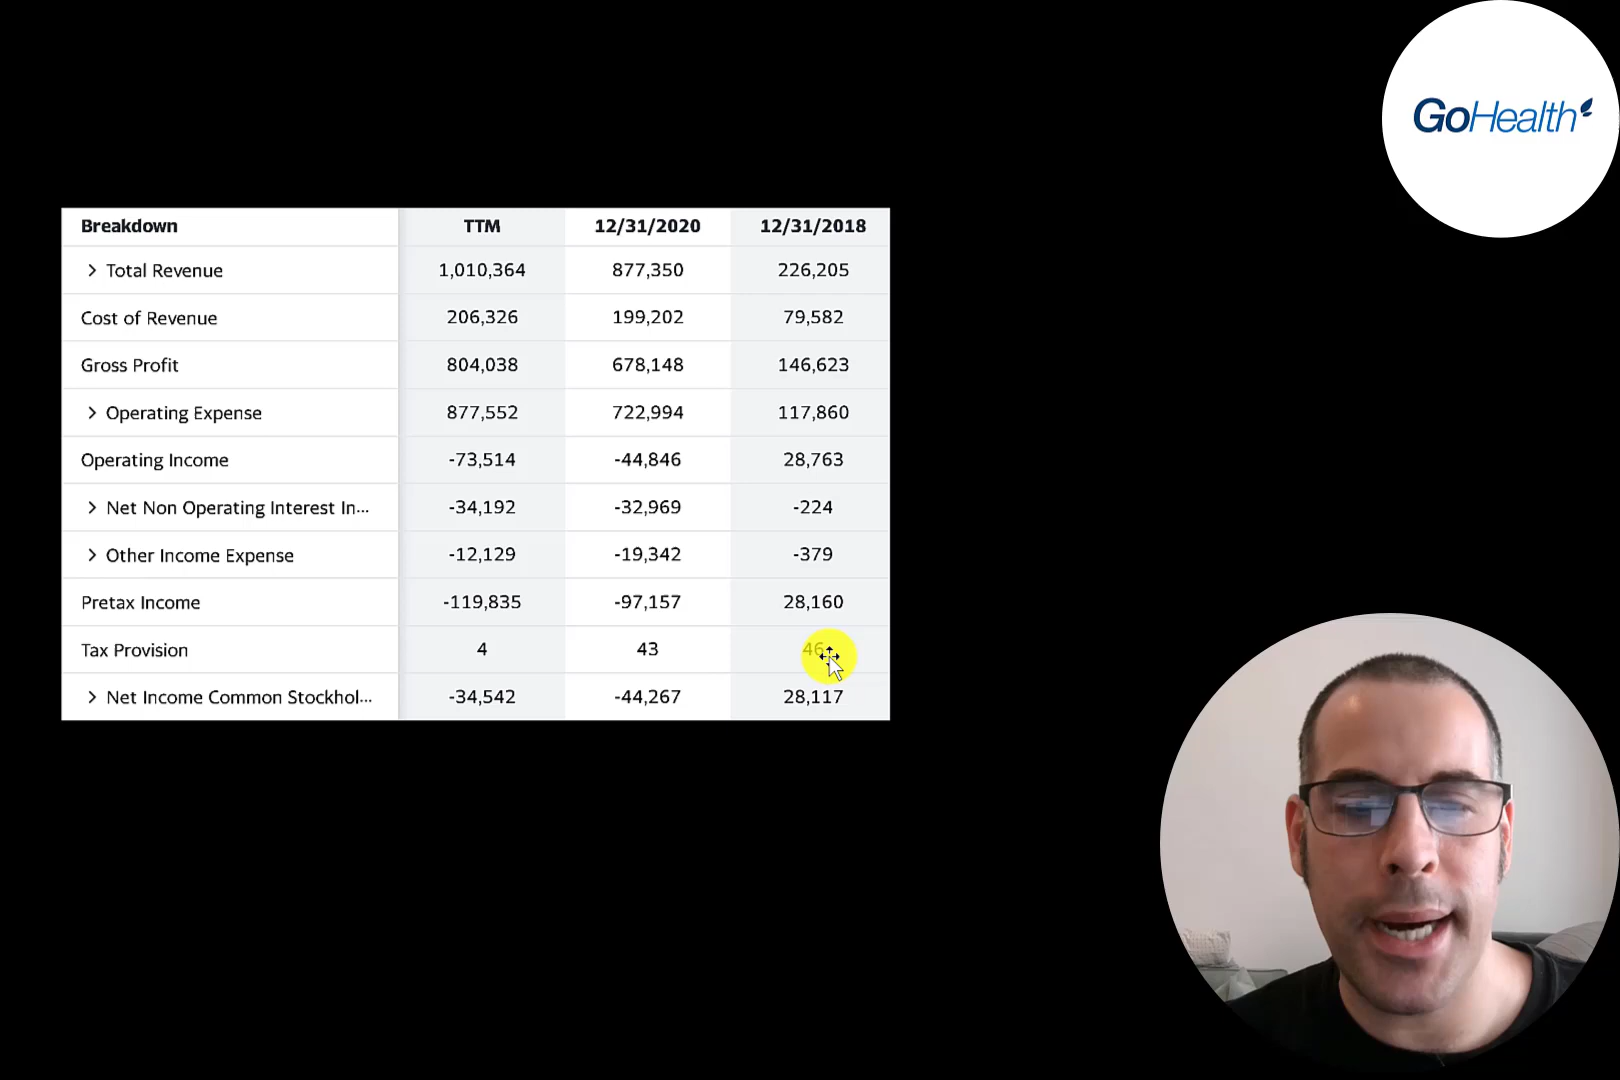 GoHealth
Breakdown TTM 12/31/2020 12/31/2018
Total Revenue 1,010,364 877,350 226,205
Cost of Revenue 206,326 199,202 79,582
Gross Profit 804,038 678,148 146,623
Operating Expense 877,552 722,994 117,860
Operating Income -73,514 -44,846 28,763
Net Non Operating Interest In... -34,192 -32,969 -224
Other Income Expense -12,129 -19,342 -379
Pretax Income -119,835 -97,157 28,160
Tax Provision 4 43
Net Income Common Stockhol... -34,542 -44,267 28,117